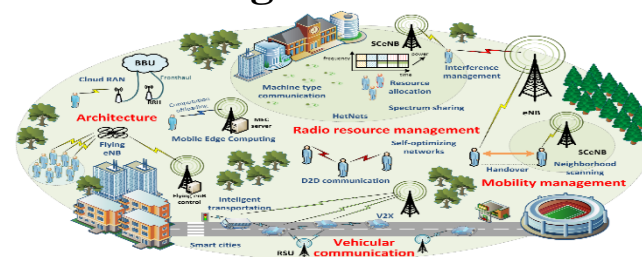 BBU
Cloud RAN
Fronthaul
RRH
Architecture
Computation
offloading
MEC
server
Mobile Edge Computing
Flying
eNB
Flying eNB
control
SCeNB
Frequency
power
time
Machine type
communication
Resource
allocation
Interference
management
Spectrum sharing
HetNets
Radio resource management
Self-optimizing
networks
D2D communication
eNB
SCeNB
Handover
Neighborhood
scanning
Mobility management
Inteligent
transportation
V2X
Smart cities
RSU
Vehicular
communication